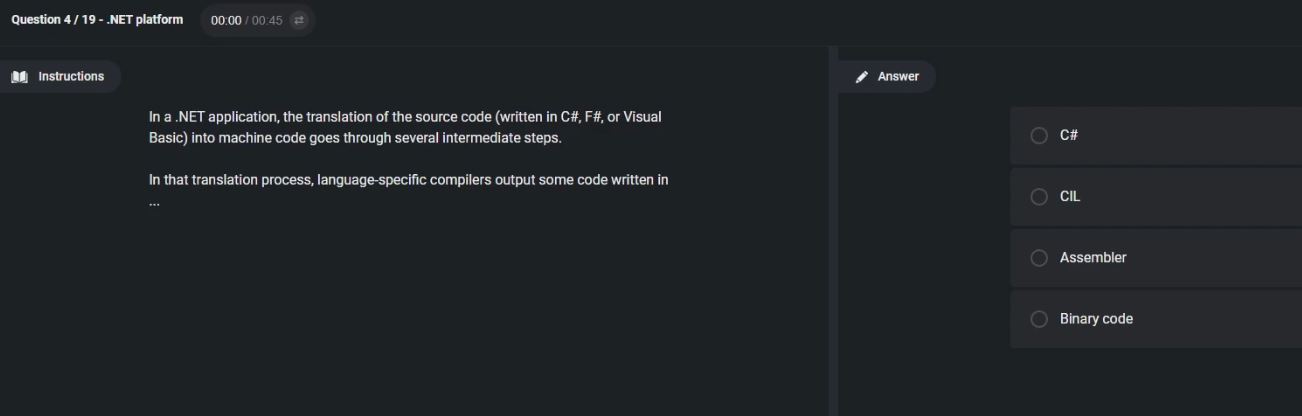 Question 4 / 19 - .NET platform
00:00 / 00:45
Instructions
In a .NET application, the translation of the source code (written in C#, F#, or Visual
Basic) into machine code goes through several intermediate steps.
In that translation process, language-specific compilers output some code written in
...
Answer
C#
CIL
Assembler
Binary code